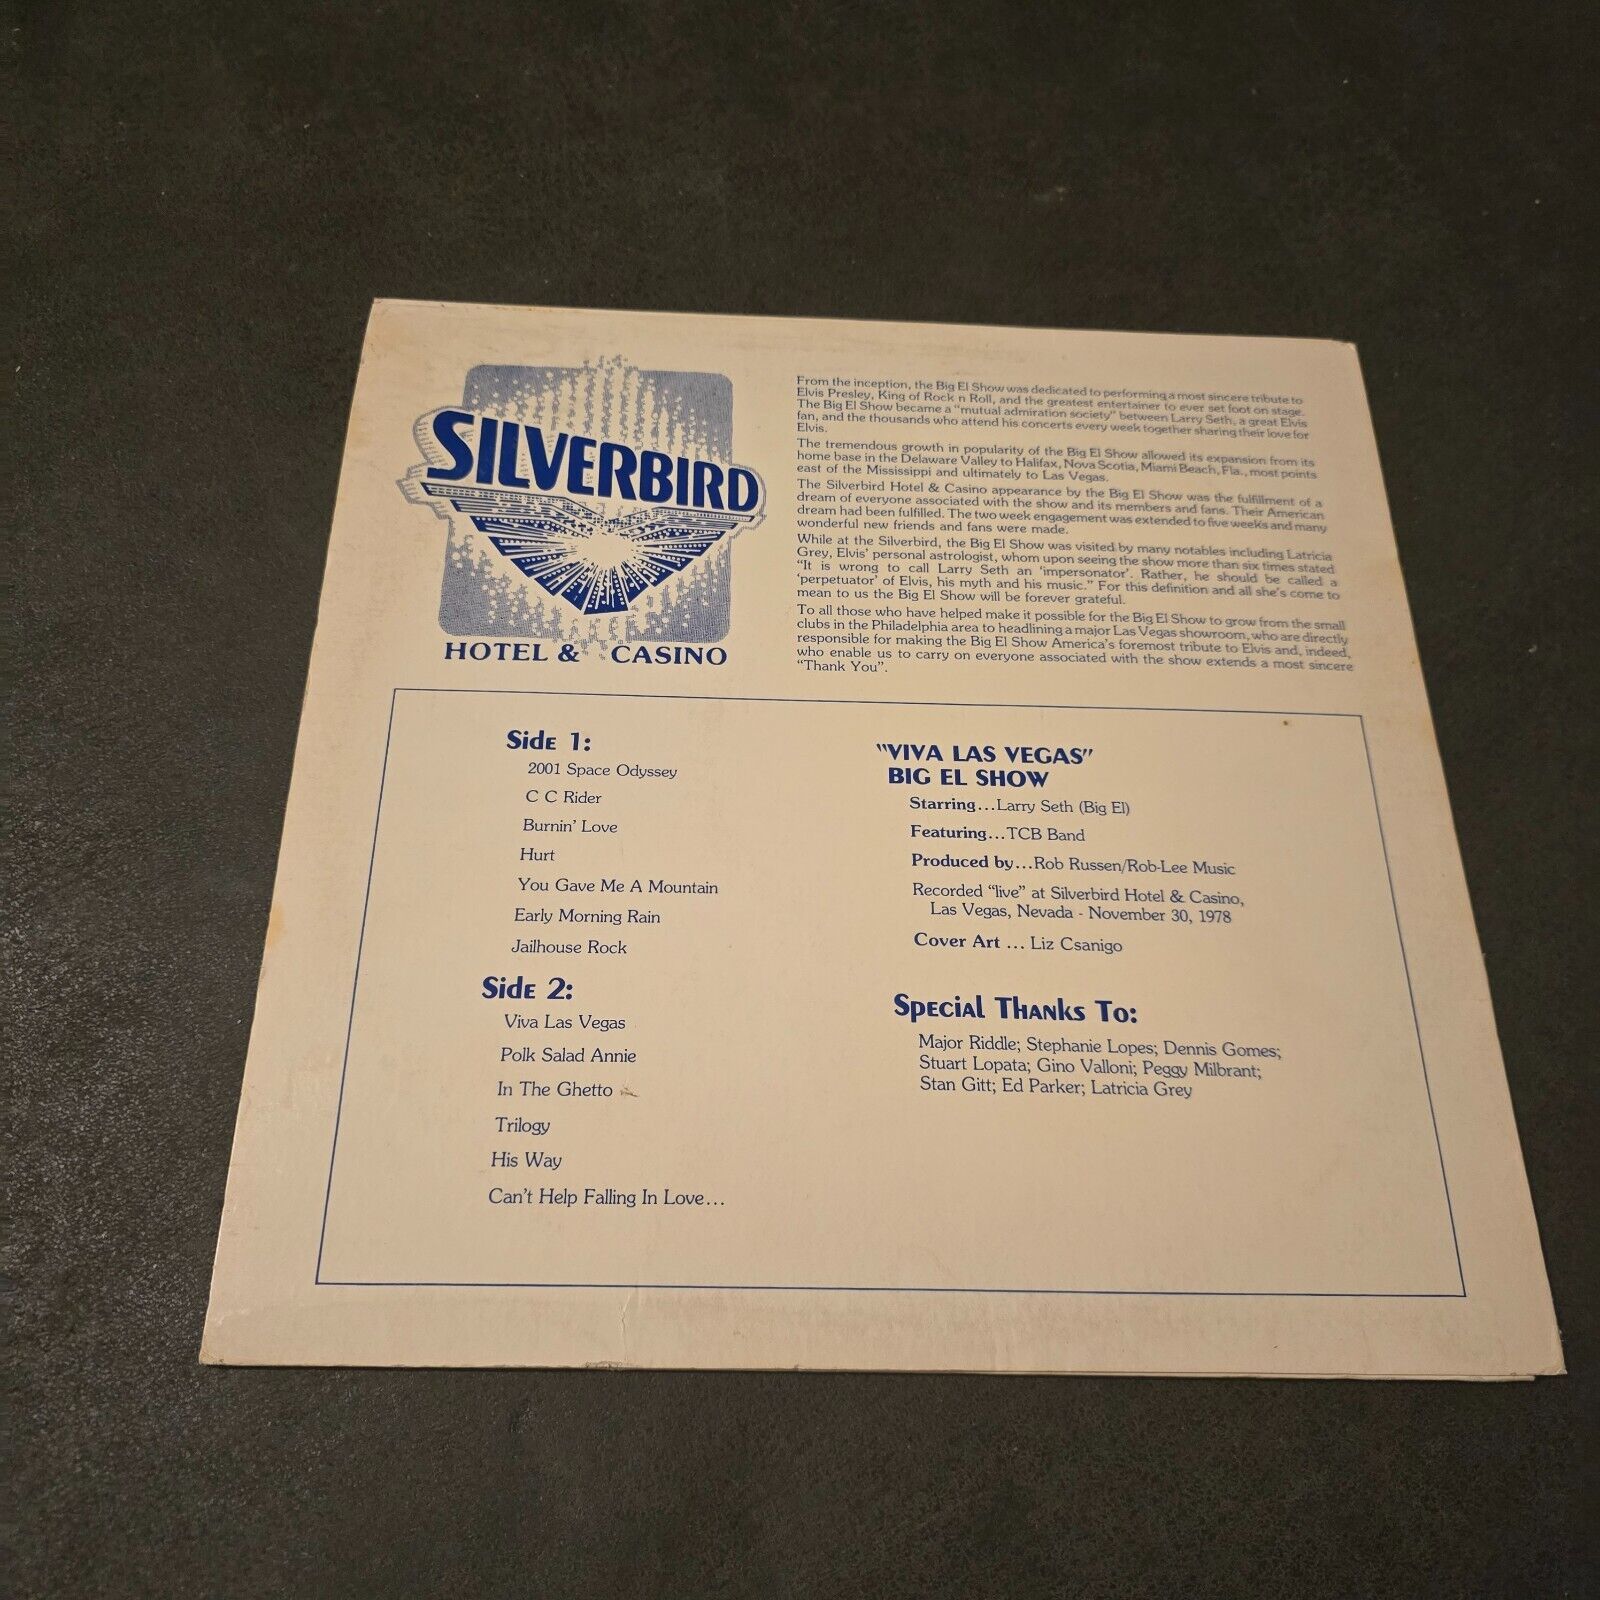 SILVERBIRD
HOTEL & CASINO
From the inception, the Big El Show was dedicated to performing a most sincere tribute to
Elvis Presley, King of Rock n Roll, and the greatest entertainer to ever set foot on stage.
The Big El Show became a "mutual admiration society" between Larry Seth, a great Elvis
fan, and the thousands who attend his concerts every week together sharing their love for
Elvis.
The tremendous growth in popularity of the Big El Show allowed its expansion from its
home base in the Delaware Valley to Halifax, Nova Scotia, Miami Beach, Fla., most points
east of the Mississippi and ultimately to Las Vegas.
The Silverbird Hotel & Casino appearance by the Big El Show was the fulfillment of a
dream of everyone associated with the show and its members and fans. Their American
dream had been fulfilled. The two week engagement was extended to five weeks and many
wonderful new friends and fans were made.
While at the Silverbird, the Big El Show was visited by many notables including Latricia
Grey, Elvis' personal astrologist, whom upon seeing the show more than six times stated
"It is wrong to call Larry Seth an 'impersonator'. Rather, he should be called a
'perpetuator' of Elvis, his myth and his music." For this definition and all she's come to
mean to us the Big El Show will be forever grateful.
To all those who have helped make it possible for the Big El Show to grow from the small
clubs in the Philadelphia area to headlining a major Las Vegas showroom, who are directly
responsible for making the Big El Show America's foremost tribute to Elvis and, indeed,
who enable us to carry on everyone associated with the show extends a most sincere
"Thank You".
Side 1:
2001 Space Odyssey
C C Rider
Burnin' Love
Hurt
You Gave Me A Mountain
Early Morning Rain
Jailhouse Rock
Side 2:
Viva Las Vegas
Polk Salad Annie
In The Ghetto
Trilogy
His Way
Can't Help Falling In Love...
"VIVA LAS VEGAS"
BIG EL SHOW
Starring...Larry Seth (Big El)
Featuring...TCB Band
Produced by...Rob Russen/Rob-Lee Music
Recorded "live" at Silverbird Hotel & Casino,
Las Vegas, Nevada - November 30, 1978
Cover Art ... Liz Csanigo
Special Thanks To:
Major Riddle; Stephanie Lopes; Dennis Gomes;
Stuart Lopata; Gino Valloni; Peggy Milbrant;
Stan Gitt; Ed Parker; Latricia Grey